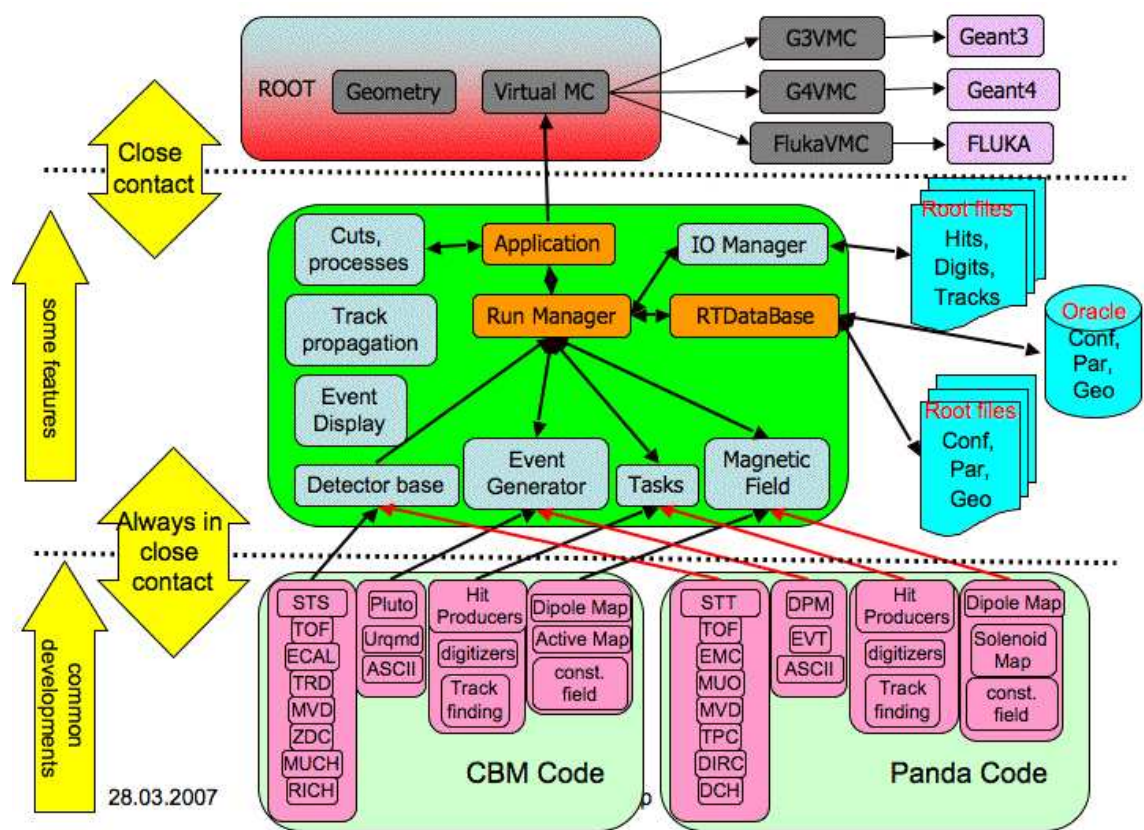 ROOT
Geometry
Virtual MC
G3VMC
Geant3
G4VMC
Geant4
FlukaVMC
FLUKA
Close
contact
some features
Cuts,
processes
Application
IO Manager
Track
propagation
Run Manager
RTDataBase
Event
Display
Detector base
Event
Generator
Tasks
Magnetic
Field
Root files
Hits,
Digits,
Tracks
Oracle
Conf,
Par,
Geo
Root files
Conf,
Par,
Geo
Always in
close
contact
common
developments
STS
TOF
ECAL
TRD
MVD
ZDC
MUCH
RICH
Pluto
Urqmd
ASCII
Hit
Producers
digitizers
Track
finding
Dipole Map
Active Map
const.
field
CBM Code
STT
TOF
EMC
MUO
MVD
TPC
DIRC
DCH
DPM
EVT
ASCII
Hit
Producers
digitizers
Track
finding
Dipole Map
Solenoid
Map
const.
field
Panda Code
28.03.2007